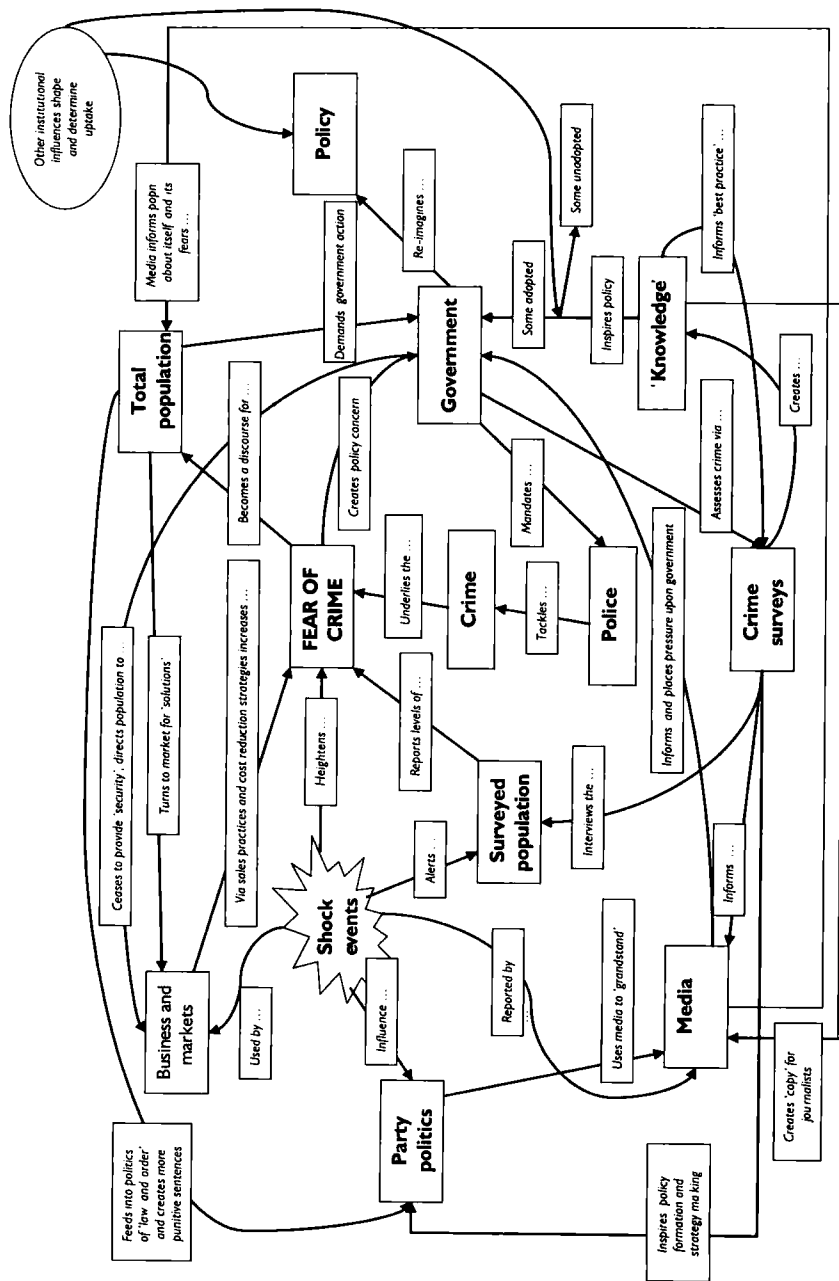 Other institutional
influences shape
and determine
uptake
Media informs popn
about itself and its
fears ...
Policy
Total
population
Demands government action
Re-imagines ...
Some unadopted
Some adopted
Inspires policy
Informs 'best practice' ...
Government
'Knowledge'
Becomes a discourse for ...
Creates policy concern
Mandates ...
Assesses crime via ...
Creates ...
Ceases to provide 'security', directs population to ...
Turns to market for 'solutions'
Via sales practices and cost reduction strategies increases ...
FEAR OF
CRIME
Underlies the ...
Crime
Tackles ...
Police
Informs and places pressure upon government
Crime
surveys
Heightens ...
Reports levels of ...
Surveyed
population
Interviews the ...
Alerts ...
Shock
events
Informs ...
Business and
markets
Used by ...
Influence ...
Reported by
...
Uses media to 'grandstand'
Media
Party
politics
Creates 'copy' for
journalists
Feeds into politics
of 'law and order'
and creates more
punitive sentences
Inspires policy
formation and
strategy ma king